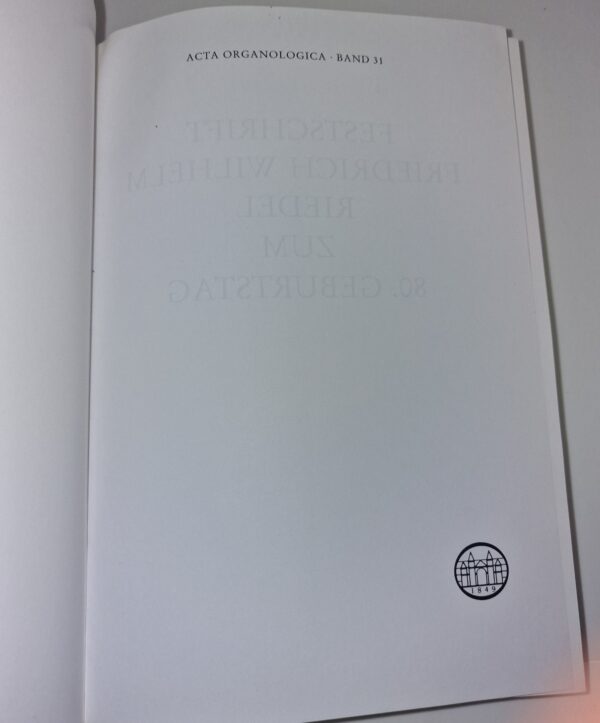 ACTA ORGANOLOGICA · BAND 31
FESTSCHRIFT
FRIEDRICH WILHELM
RIEDEL
ZUM
80. GEBURTSTAG
1849